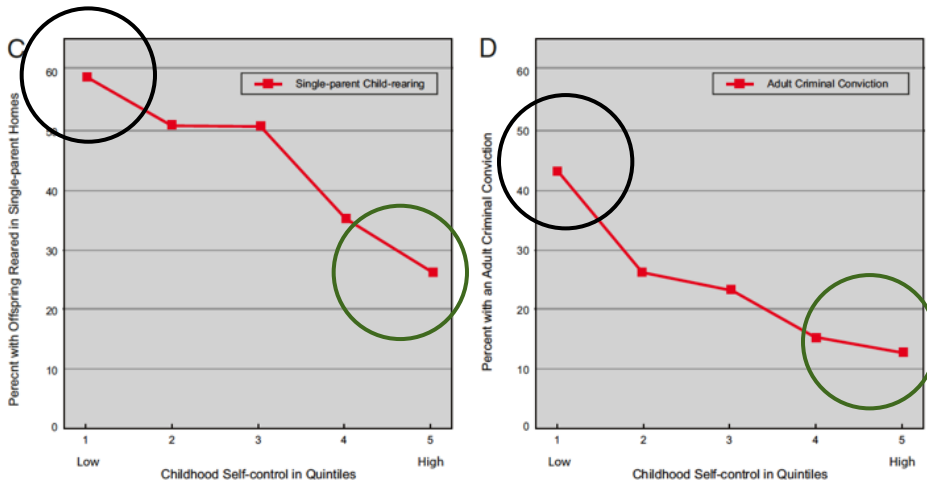 C
Perecnt with Offspring Reared in Single-parent Homes
60
50
40
30
20
10
0
Single-parent Child-rearing
1 2 3 4 5
Low High
Childhood Self-control in Quintiles
D
Percent with an Adult Criminal Conviction
60
50
40
30
20
10
0
Adult Criminal Conviction
1 2 3 4 5
Low High
Childhood Self-control in Quintiles